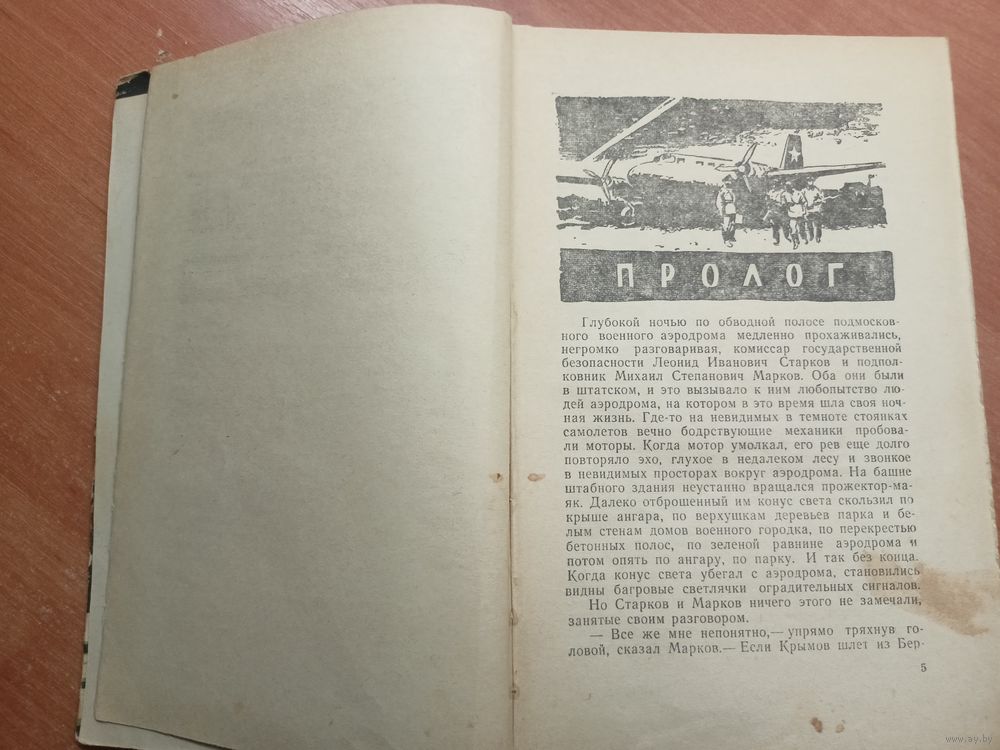 ПРОЛОГ
Глубокой ночью по обводной полосе подмосков-
ного военного аэродрома медленно прохаживались,
негромко разговаривая, комиссар государственной
безопасности Леонид Иванович Старков и подпол-
ковник Михаил Степанович Марков. Оба они были
в штатском, и это вызывало к ним любопытство лю-
дей аэродрома, на котором в это время шла своя ноч-
ная жизнь. Где-то на невидимых в темноте стоянках
самолетов вечно бодрствующие механики пробова-
ли моторы. Когда мотор умолкал, его рев еще долго
повторяло эхо, глухое в недалеком лесу и звонкое
в невидимых просторах вокруг аэродрома. На башне
штабного здания неустанно вращался прожектор-ма-
як. Далеко отброшенный им конус света скользил по
крыше ангара, по верхушкам деревьев парка и бе-
лым стенам домов военного городка, по перекрестью
бетонных полос, по зеленой равнине аэродрома и
потом опять по ангару, по парку. И так без конца.
Когда конус света убегал с аэродрома, становились
видны багровые светлячки оградительных сигналов.
Но Старков и Марков ничего этого не замечали,
занятые своим разговором.
— Все же мне непонятно,— упрямо тряхнув го-
ловой, сказал Марков.— Если Крымов шлет из Бер-
5
www.ay.by